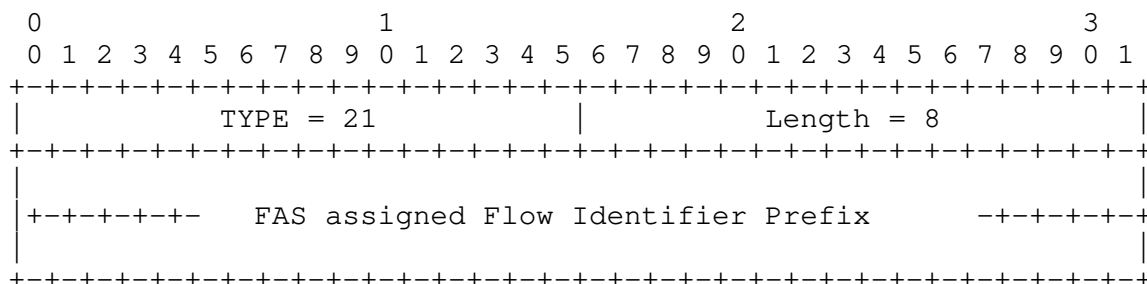 0                   1                   2                   3
 0 1 2 3 4 5 6 7 8 9 0 1 2 3 4 5 6 7 8 9 0 1 2 3 4 5 6 7 8 9 0 1
+-+-+-+-+-+-+-+-+-+-+-+-+-+-+-+-+-+-+-+-+-+-+-+-+-+-+-+-+-+-+-+-+
|           TYPE = 21           |          Length = 8           |
+-+-+-+-+-+-+-+-+-+-+-+-+-+-+-+-+-+-+-+-+-+-+-+-+-+-+-+-+-+-+-+-+
|                                                               |
|+-+-+-+-+-   FAS assigned Flow Identifier Prefix      -+-+-+-+-+
|                                                               |
+-+-+-+-+-+-+-+-+-+-+-+-+-+-+-+-+-+-+-+-+-+-+-+-+-+-+-+-+-+-+-+-+